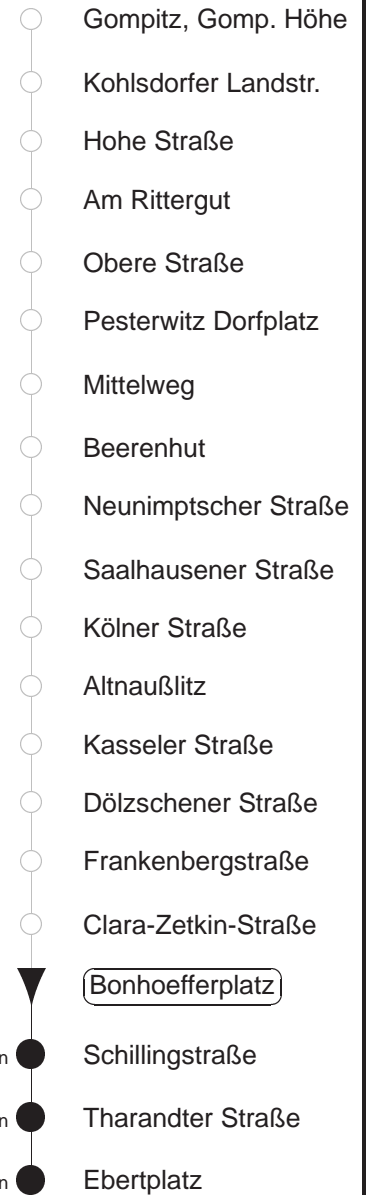 Gompitz, Gomp. Höhe
Kohlsdorfer Landstr.
Hohe Straße
Am Rittergut
Obere Straße
Pesterwitz Dorfplatz
Mittelweg
Beerenhut
Neunimptscher Straße
Saalhausener Straße
Kölner Straße
Altnaußlitz
Kasseler Straße
Dölzschener Straße
Frankenbergstraße
Clara-Zetkin-Straße
Bonhoefferplatz
n Schillingstraße
n Tharandter Straße
n Ebertplatz